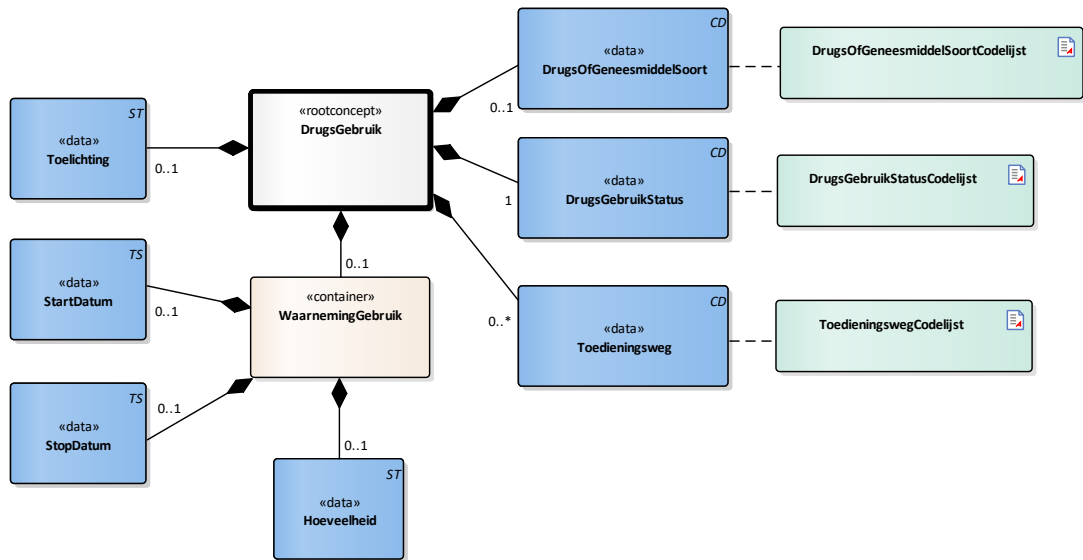 CD
«data»
DrugsOfGeneesmiddelSoort
0..1
DrugsOfGeneesmiddelSoortCodelijst
«rootconcept»
DrugsGebruik
ST
«data»
Toelichting
0..1
CD
«data»
DrugsGebruikStatus
1
DrugsGebruikStatusCodelijst
TS
«data»
StartDatum
0..1
0..1
«container»
WaarnemingGebruik
CD
«data»
Toedieningsweg
0..*
ToedieningswegCodelijst
TS
«data»
StopDatum
0..1
0..1
ST
«data»
Hoeveelheid